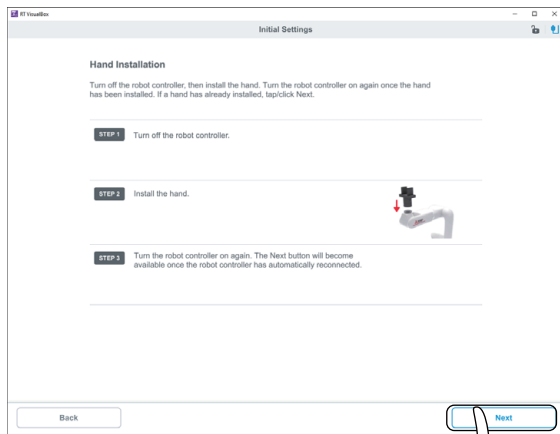 RT VisualBox
Initial Settings
Hand Installation
Turn off the robot controller, then install the hand. Turn the robot controller on again once the hand
has been installed. If a hand has already installed, tap/click Next.
STEP 1 Turn off the robot controller.
STEP 2 Install the hand.
STEP 3 Turn the robot controller on again. The Next button will become
available once the robot controller has automatically reconnected.
Back
Next